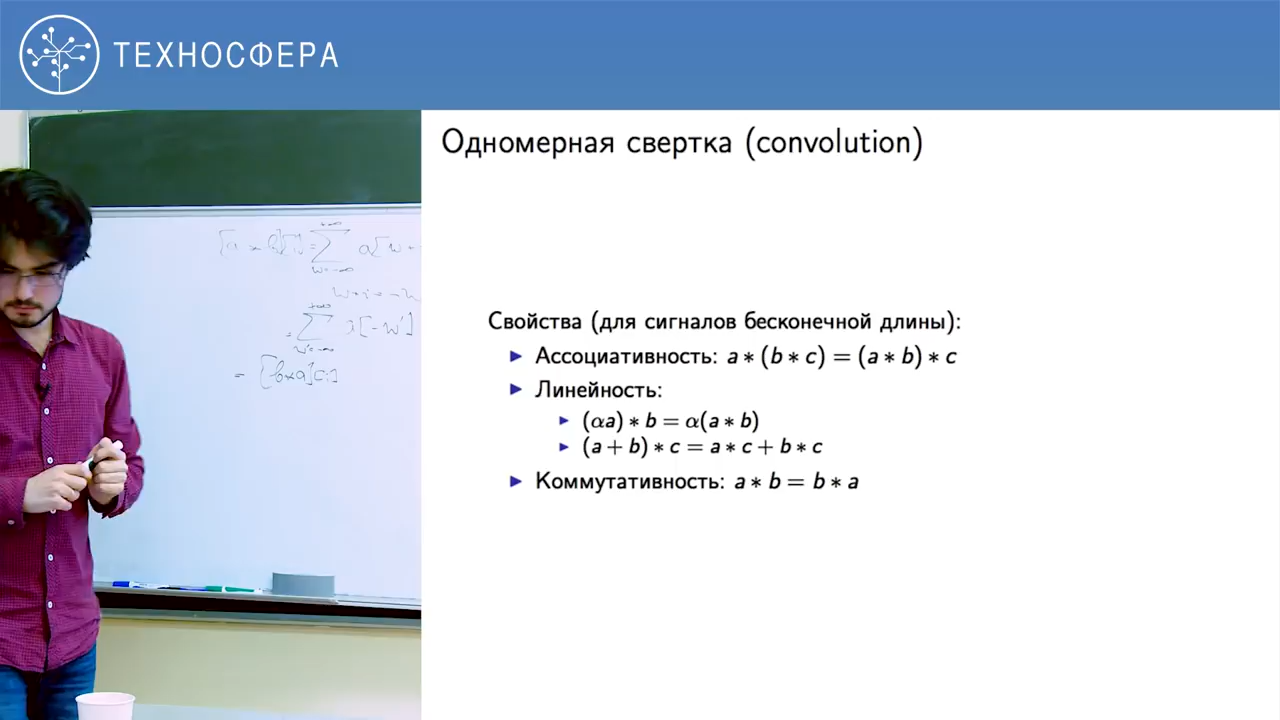 ТЕХНОСФЕРА
Одномерная свертка (convolution)
Свойства (для сигналов бесконечной длины):
► Ассоциативность: a ∗ (b ∗ c) = (a ∗ b) ∗ c
► Линейность:
► (αa) ∗ b = α(a ∗ b)
► (a + b) ∗ c = a ∗ c + b ∗ c
► Коммутативность: a ∗ b = b ∗ a
= [b∗a][i]